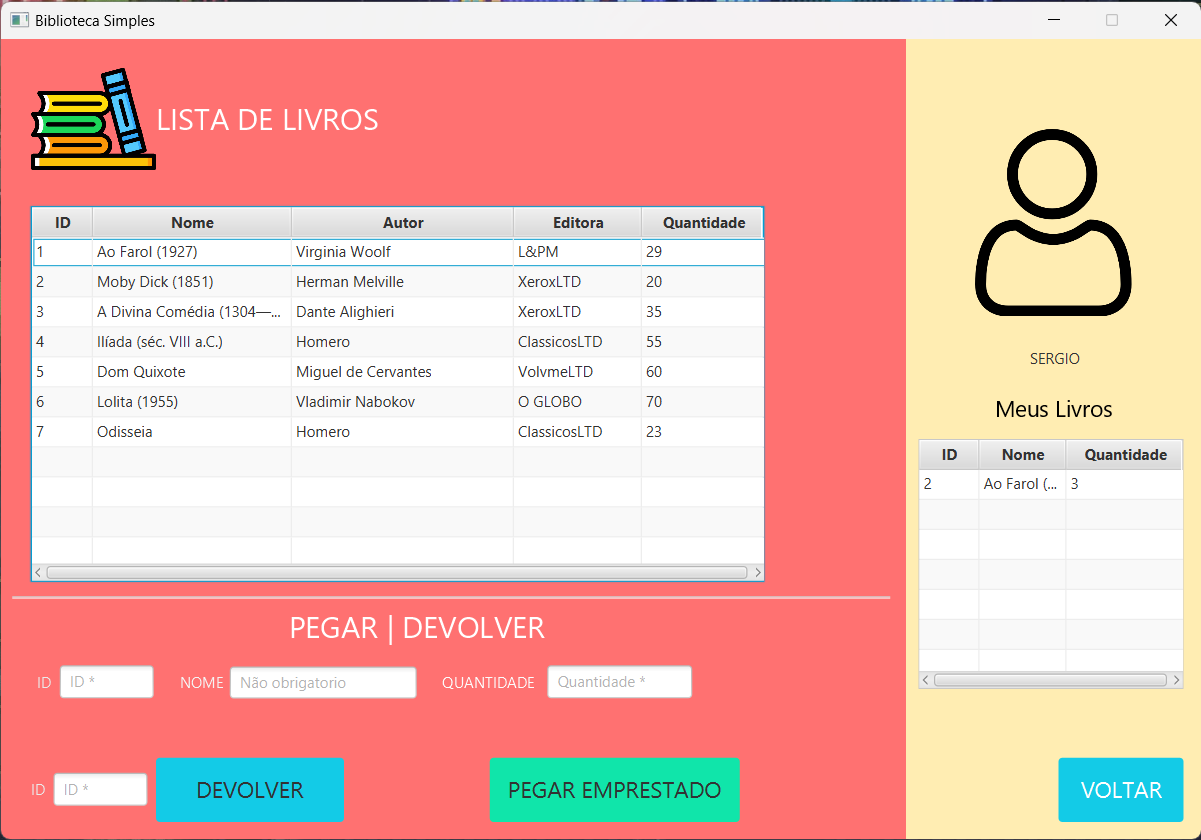 Biblioteca Simples
LISTA DE LIVROS
ID Nome Autor Editora Quantidade
1 Ao Farol (1927) Virginia Woolf L&PM 29
2 Moby Dick (1851) Herman Melville XeroxLTD 20
3 A Divina Comédia (1304—... Dante Alighieri XeroxLTD 35
4 Ilíada (séc. VIII a.C.) Homero ClassicosLTD 55
5 Dom Quixote Miguel de Cervantes VolvmeLTD 60
6 Lolita (1955) Vladimir Nabokov O GLOBO 70
7 Odisseia Homero ClassicosLTD 23
PEGAR | DEVOLVER
ID ID * NOME Não obrigatorio QUANTIDADE Quantidade *
ID ID * DEVOLVER PEGAR EMPRESTADO
SERGIO
Meus Livros
ID Nome Quantidade
2 Ao Farol (... 3
VOLTAR